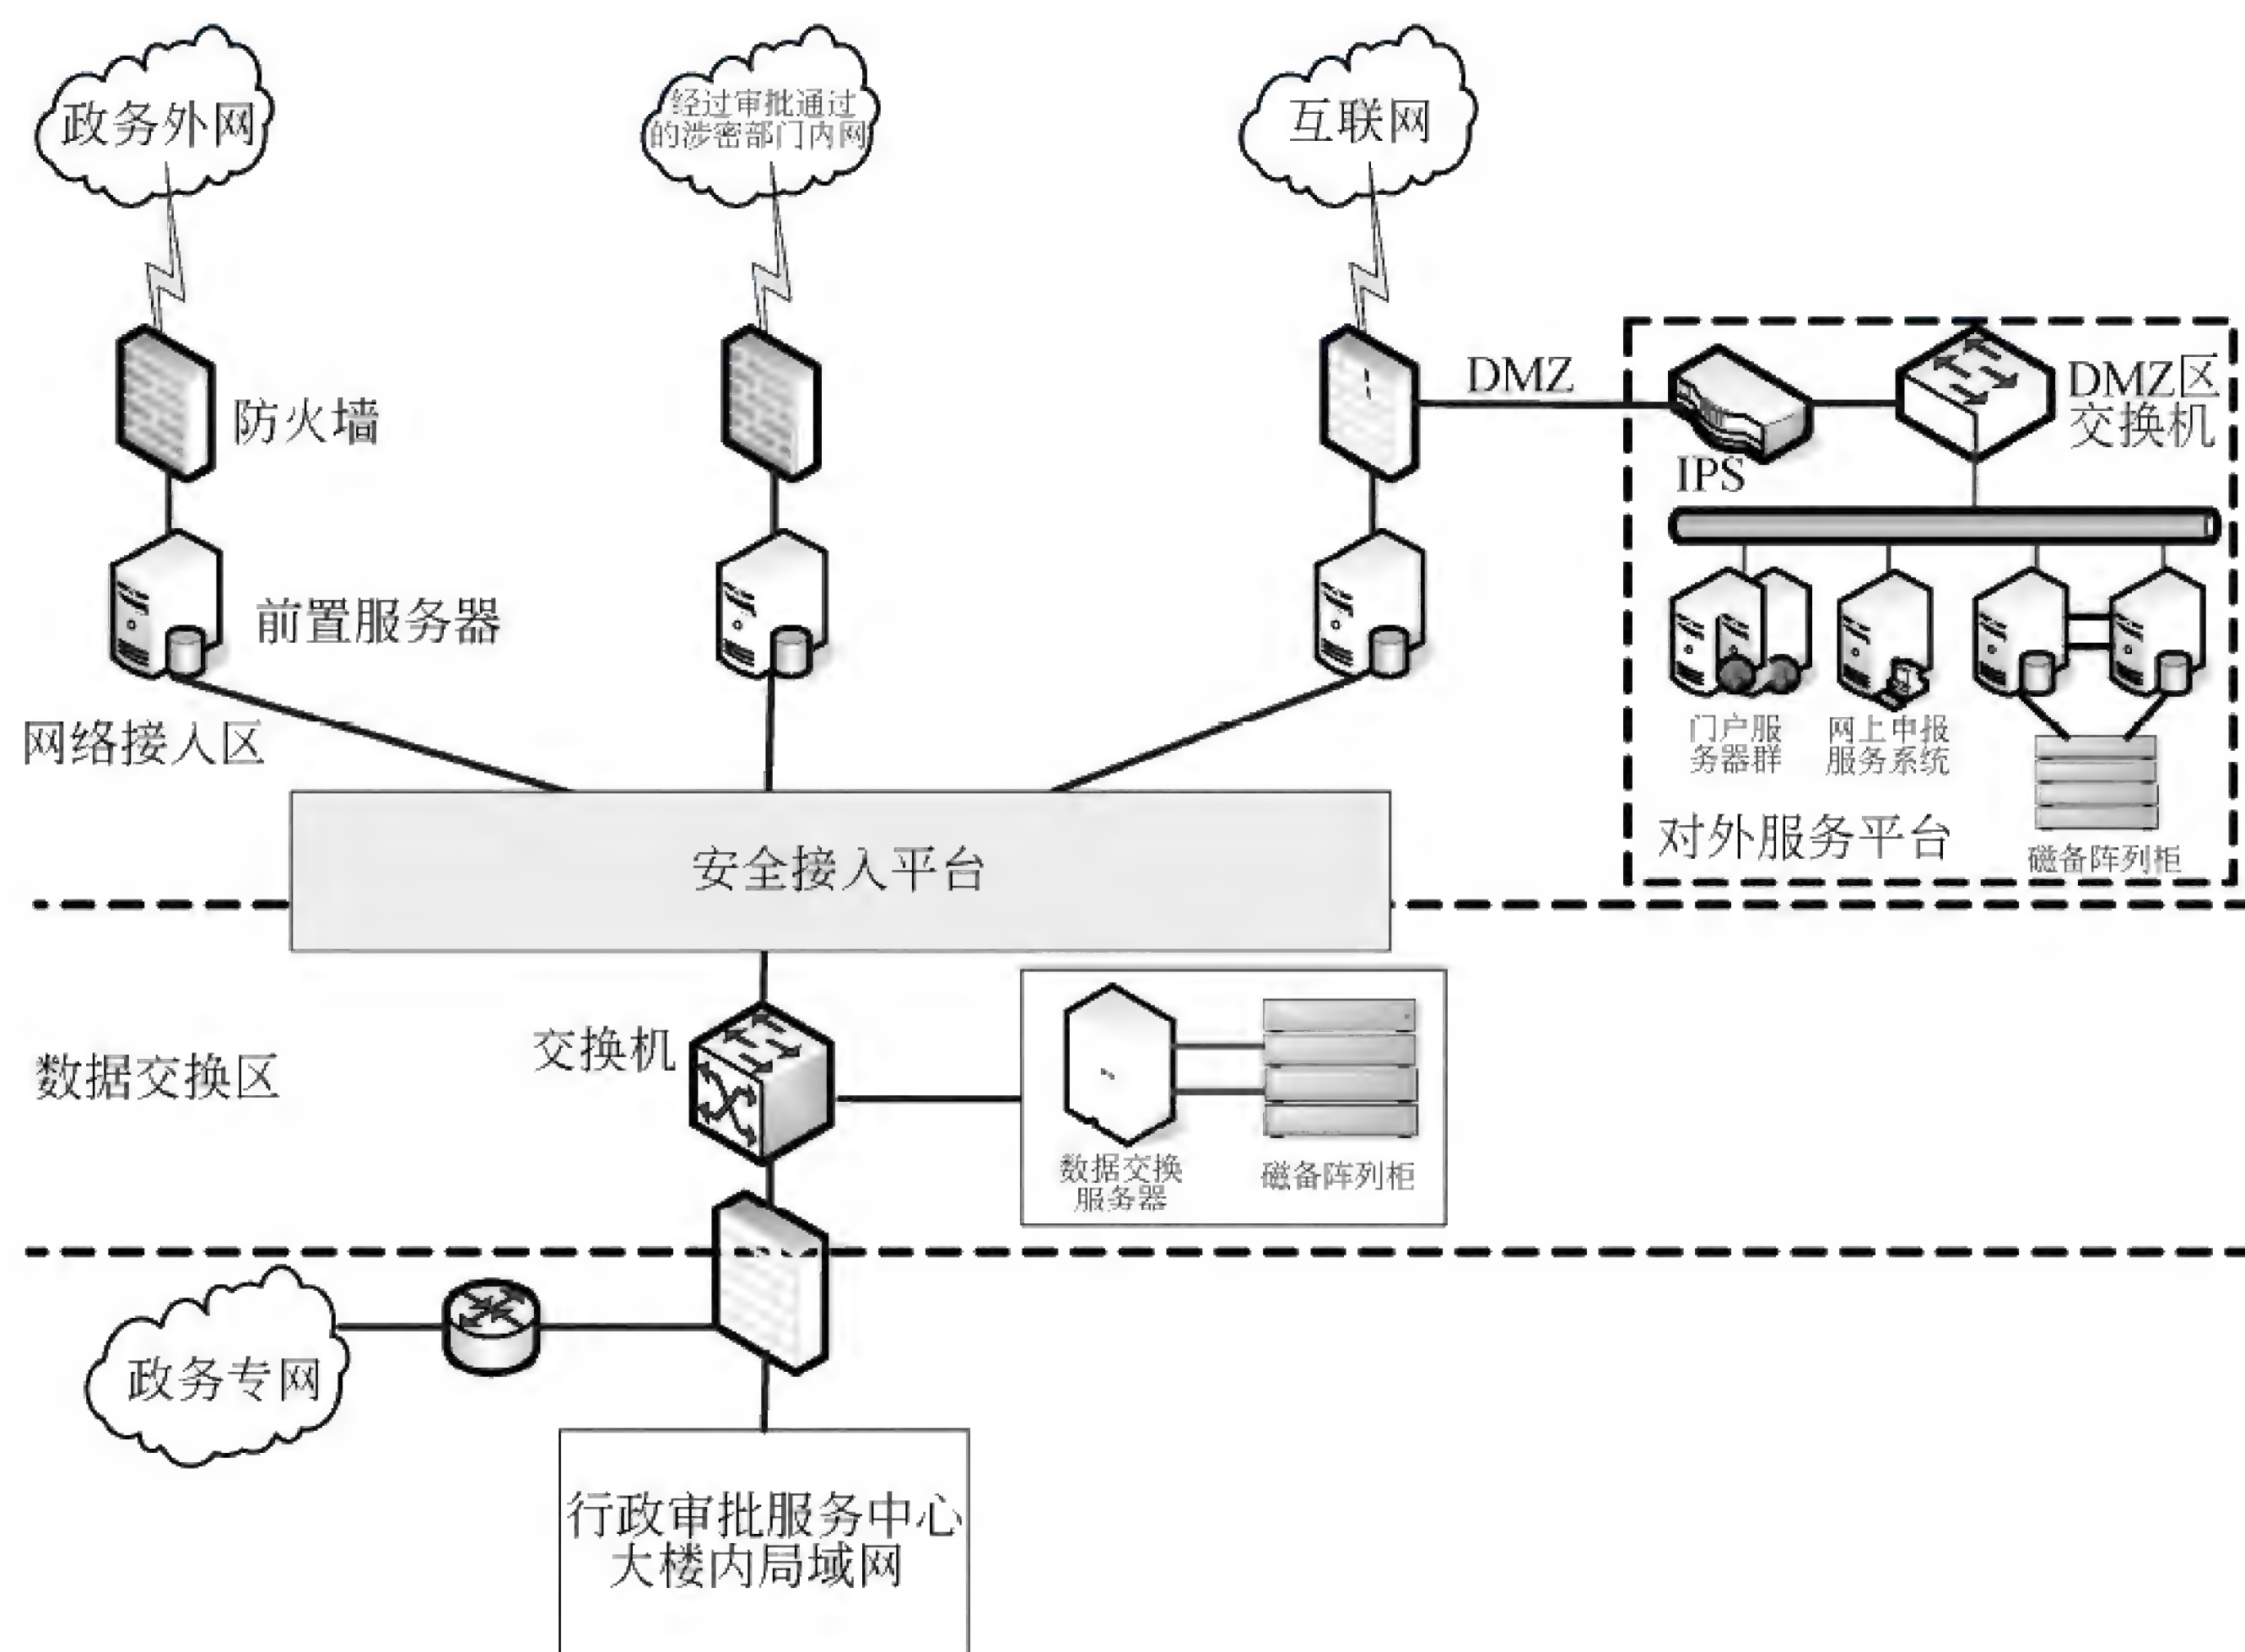 政务外网
经过审批通过
的涉密部门内网
互联网
防火墙
DMZ
DMZ区
交换机
IPS
前置服务器
门户服
务器群
网上申报
服务系统
网络接入区
对外服务平台
磁备阵列柜
安全接入平台
交换机
数据交换区
数据交换
服务器
磁备阵列柜
政务专网
行政审批服务中心
大楼内局域网